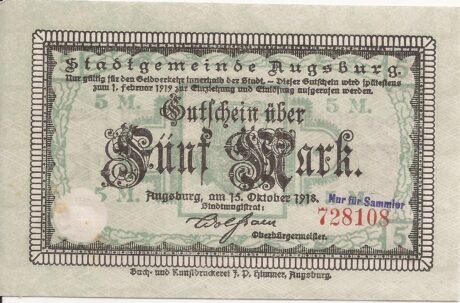 Stadtgemeinde Augsburg.
Nur gültig für den Geldverkehr innerhalb der Stadt. – Dieser Gutschein wird spätestens
zum 1. Februar 1919 zur Einziehung und Einlösung aufgerufen werden.
5 M. 5 M.
Gutschein über
Fünf Mark.
Augsburg, am 15. Oktober 1918.
Nur für Sammler
Stadtmagistrat:
728108
Oberbürgermeister.
5
Buch- und Kunstdruckerei J. P. Himmer, Augsburg.